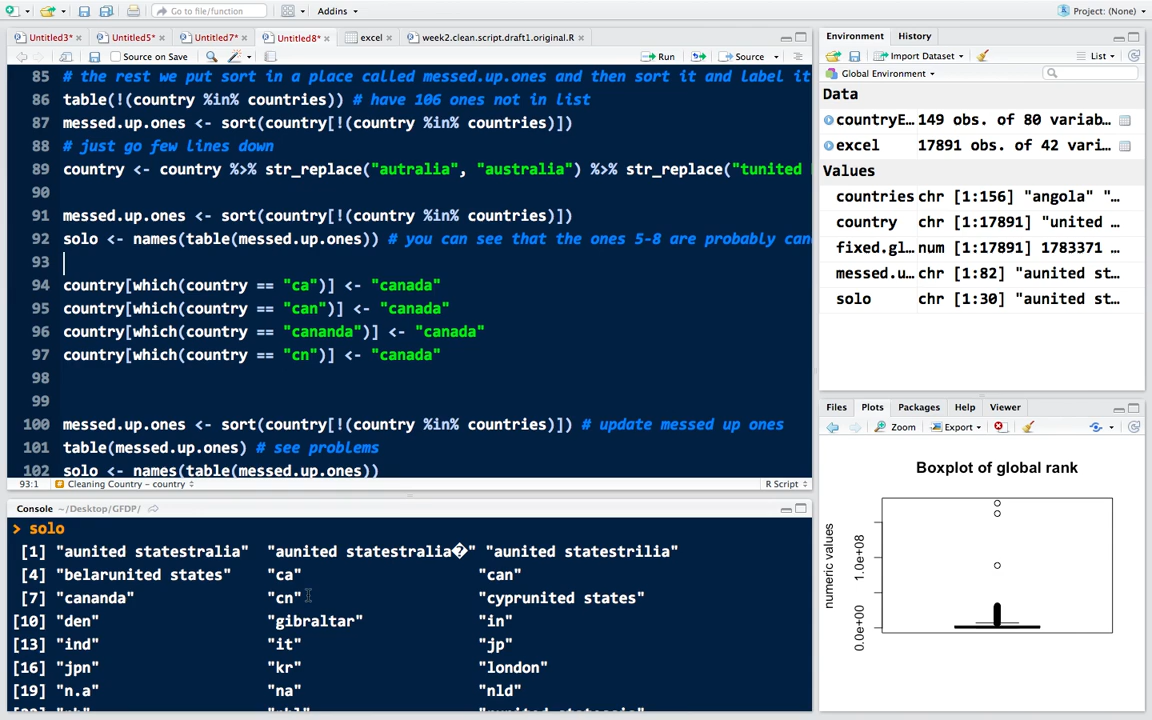 Go to file/function
Addins
Project: (None)
Untitled3*
Untitled5*
Untitled7*
Untitled8*
excel
week2.clean.script.draft1.original.R
Source on Save
Run
Source
85 # the rest we put sort in a place called messed.up.ones and then sort it and label it
86 table(!(country %in% countries)) # have 106 ones not in list
87 messed.up.ones <- sort(country[!(country %in% countries)])
88 # just go few lines down
89 country <- country %>% str_replace("autralia", "australia") %>% str_replace("tunited
90
91 messed.up.ones <- sort(country[!(country %in% countries)])
92 solo <- names(table(messed.up.ones)) # you can see that the ones 5-8 are probably can
93
94 country[which(country == "ca")] <- "canada"
95 country[which(country == "can")] <- "canada"
96 country[which(country == "cananda")] <- "canada"
97 country[which(country == "cn")] <- "canada"
98
99
100 messed.up.ones <- sort(country[!(country %in% countries)]) # update messed up ones
101 table(messed.up.ones) # see problems
102 solo <- names(table(messed.up.ones))
93:1 Cleaning Country - country R Script
Console ~/Desktop/GFDP/
> solo
[1] "aunited statestralia" "aunited statestralia�" "aunited statestrilia"
[4] "belarunited states" "ca" "can"
[7] "cananda" "cn" "cyprunited states"
[10] "den" "gibraltar" "in"
[13] "ind" "it" "jp"
[16] "jpn" "kr" "london"
[19] "n.a" "na" "nld"
Environment History
Import Dataset
List
Global Environment
Data
countryE… 149 obs. of 80 variab…
excel 17891 obs. of 42 vari…
Values
countries chr [1:156] "angola" "…
country chr [1:17891] "united …
fixed.gl… num [1:17891] 1783371 …
messed.u… chr [1:82] "aunited st…
solo chr [1:30] "aunited st…
Files Plots Packages Help Viewer
Zoom Export
Boxplot of global rank
numeric values
1.0e+08
0.0e+00